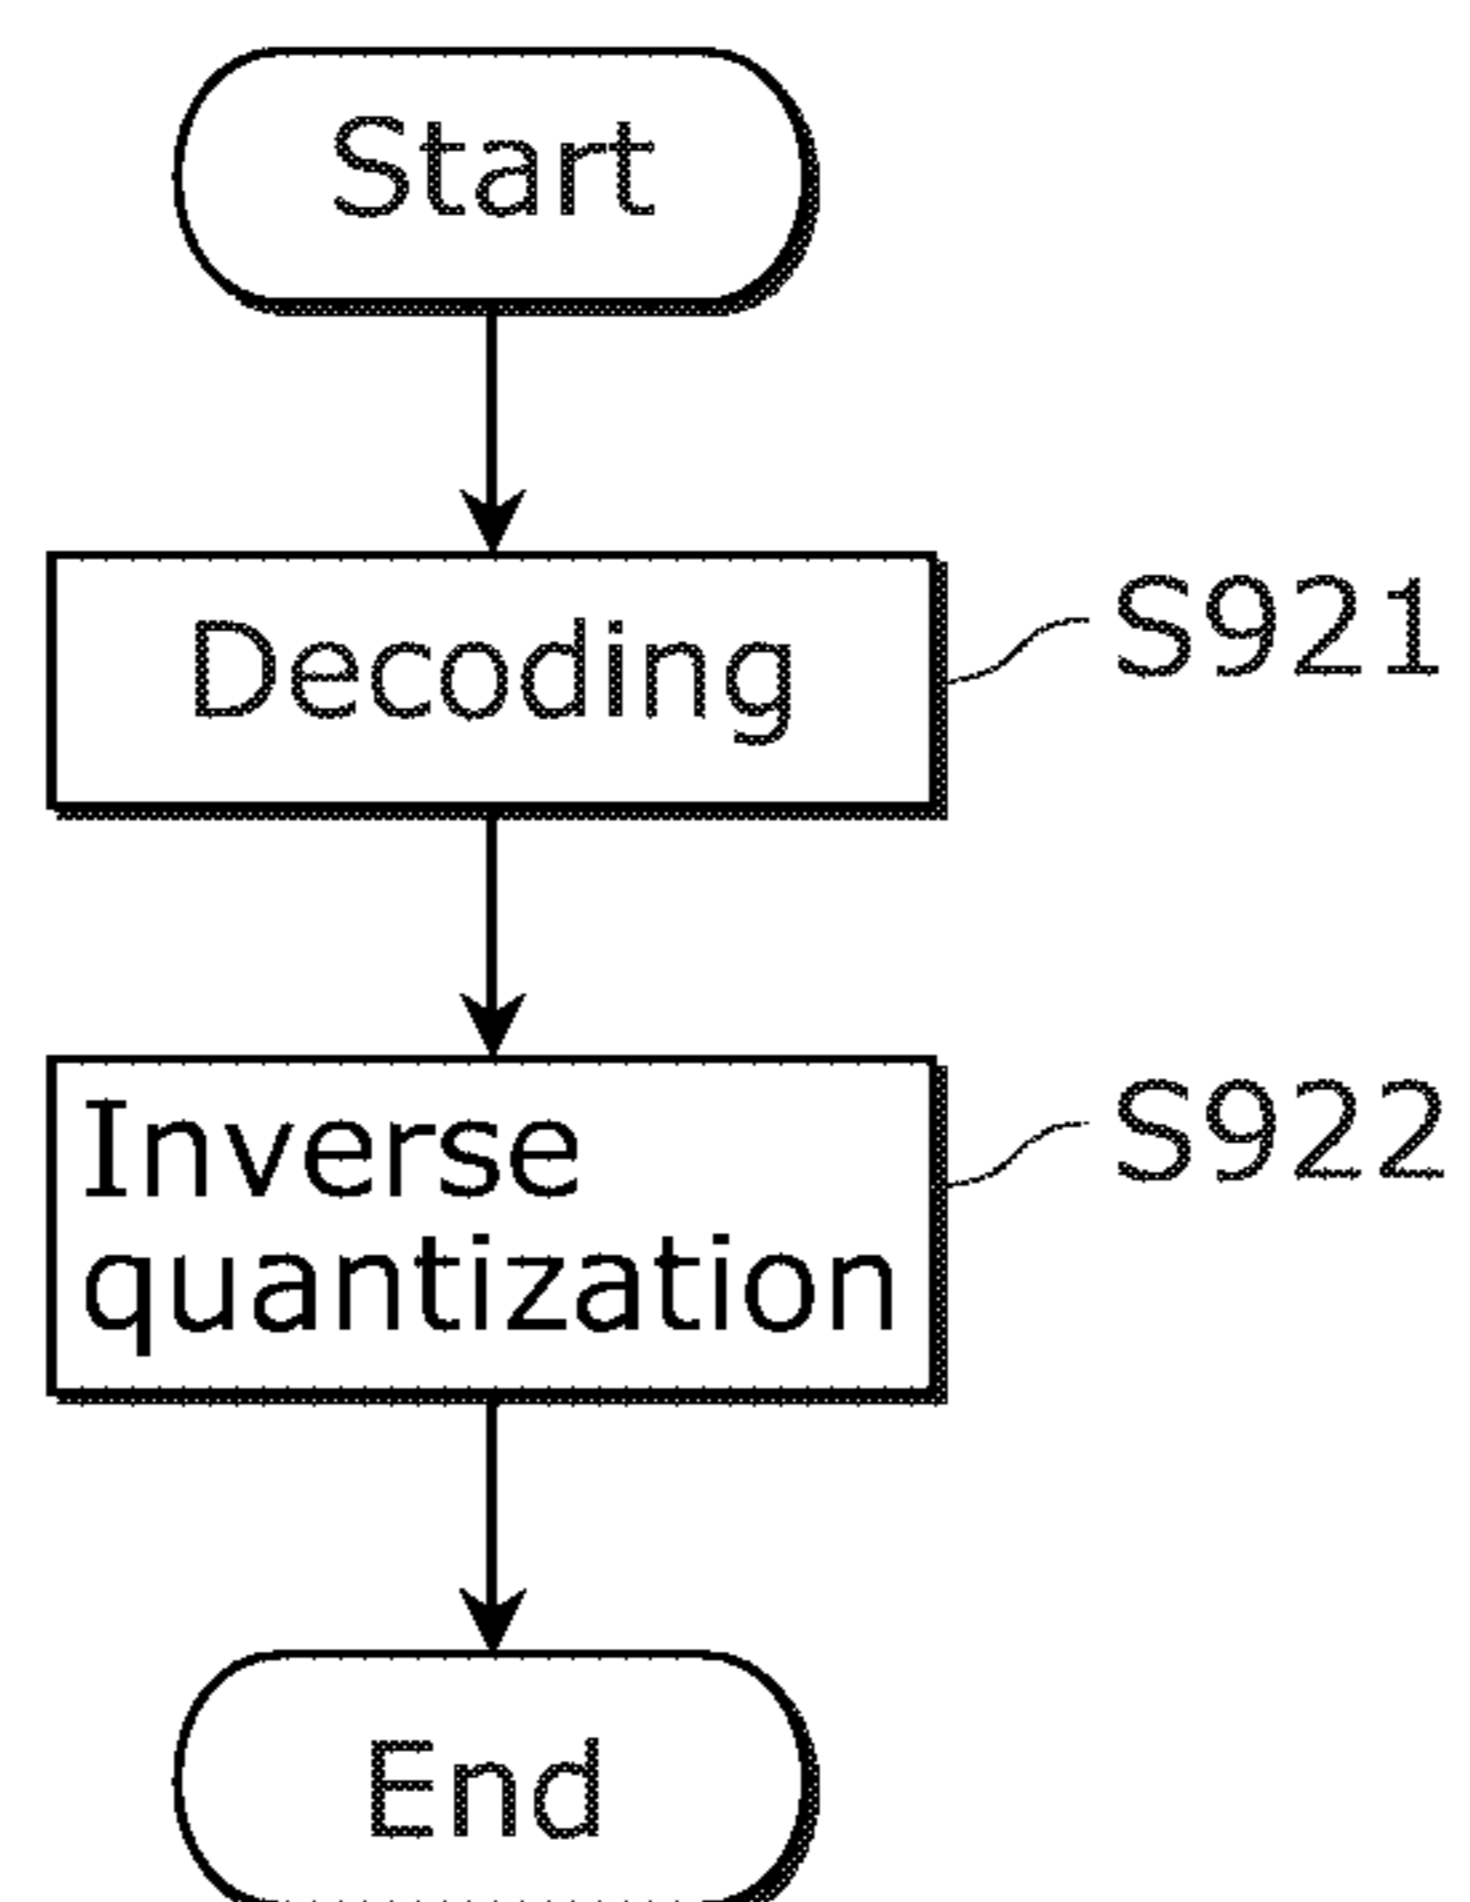 Start
Decoding
S921
Inverse
quantization
S922
End